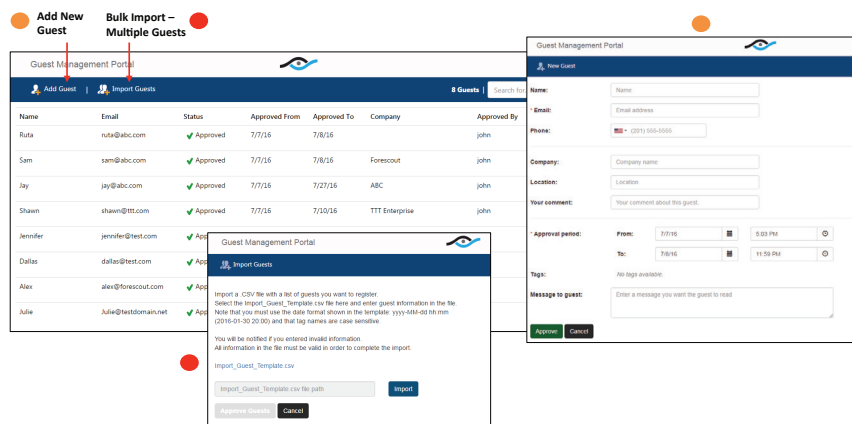 Add New
Guest
Bulk Import –
Multiple Guests
Guest Management Portal
Add Guest | Import Guests
8 Guests | Search for
Name Email Status Approved From Approved To Company Approved By
Ruta ruta@abc.com Approved 7/7/16 7/8/16 john
Sam sam@abc.com Approved 7/7/16 7/8/16 Forescout john
Jay jay@abc.com Approved 7/7/16 7/27/16 ABC john
Shawn shawn@ttt.com Approved 7/7/16 7/10/16 TTT Enterprise john
Jennifer jennifer@test.com App
Dallas dallas@test.com App
Alex alex@forescout.com App
Julie Julie@testdomain.net App
Guest Management Portal
Import Guests
Import a .CSV file with a list of guests you want to register.
Select the Import_Guest_Template.csv file here and enter guest information in the file.
Note that you must use the date format shown in the template: yyyy-MM-dd hh:mm
(2016-01-30 20:00) and that tag names are case sensitive.
You will be notified if you entered invalid information.
All information in the file must be valid in order to complete the import.
Import_Guest_Template.csv
Import_Guest_Template.csv file path Import
Approve Guests Cancel
Guest Management Portal
New Guest
Name: Name
* Email: Email address
Phone: (201) 555-5555
Company: Company name
Location: Location
Your comment: Your comment about this guest.
* Approval period: From: 7/7/16 5:03 PM
To: 7/8/16 11:59 PM
Tags: No tags available.
Message to guest: Enter a message you want the guest to read
Approve Cancel